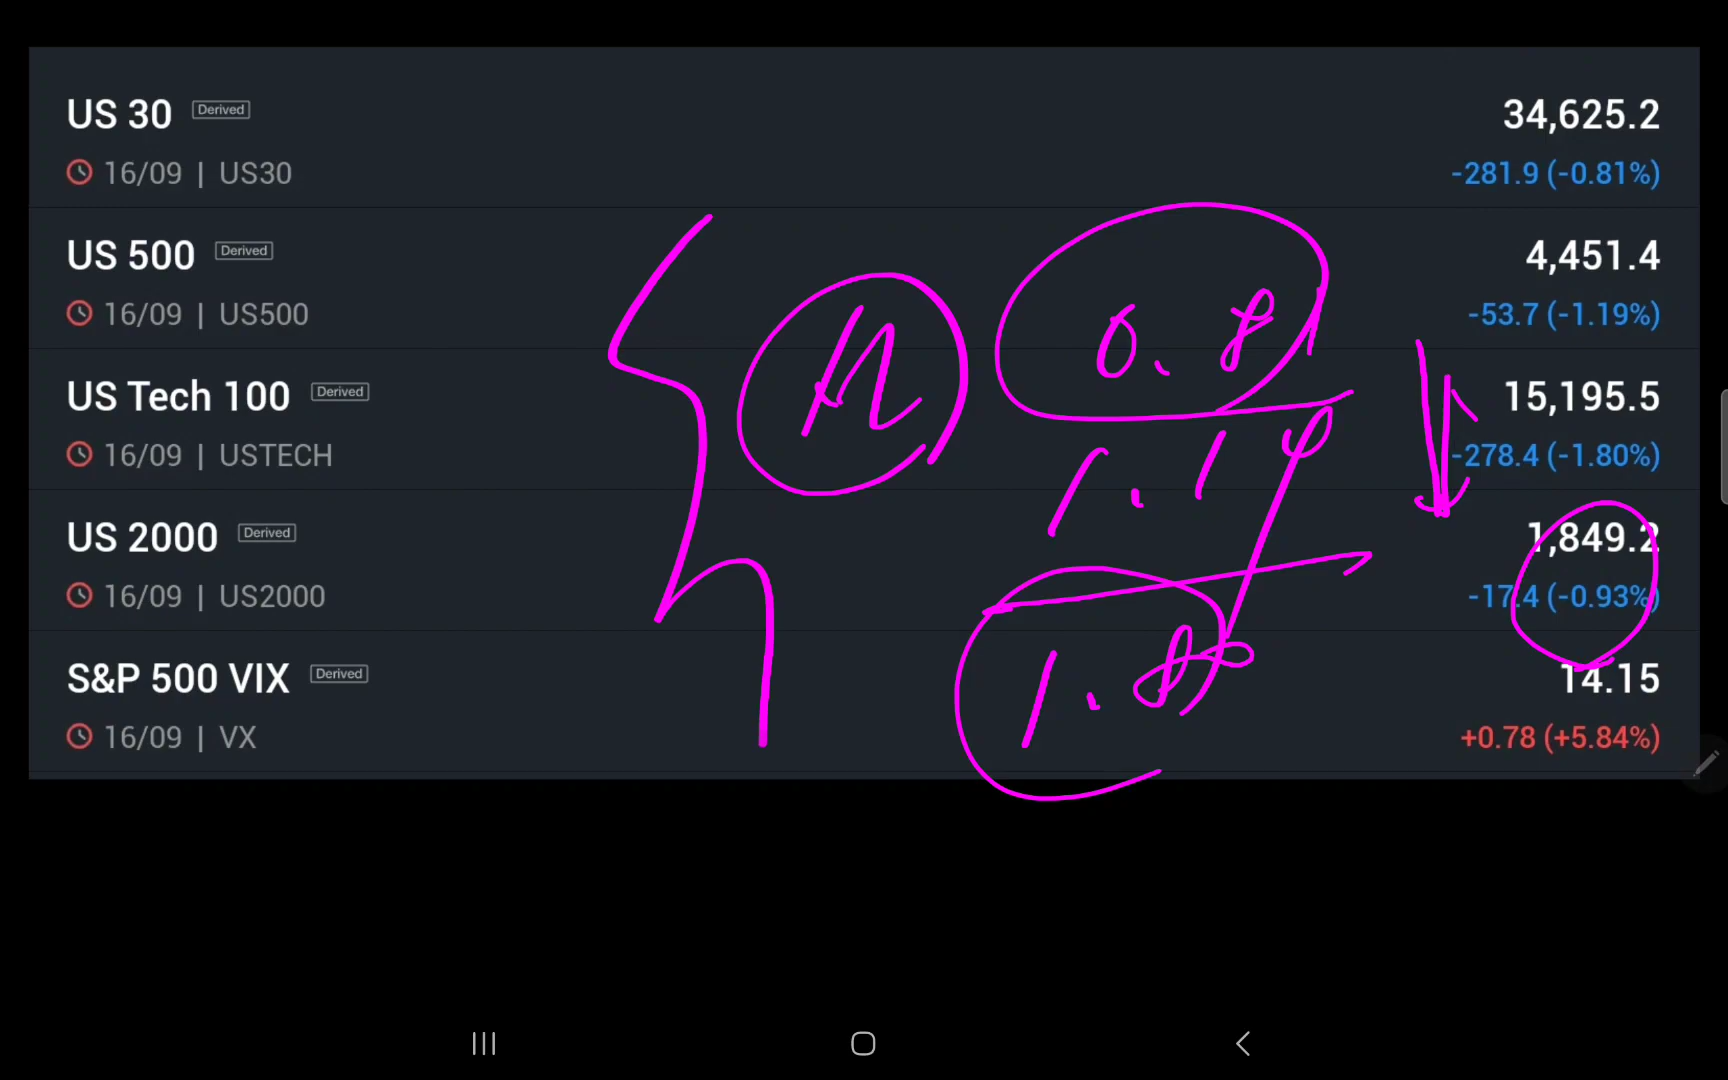 US 30 Derived 34,625.2
16/09 | US30 -281.9 (-0.81%)
US 500 Derived 4,451.4
16/09 | US500 -53.7 (-1.19%)
0.81
US Tech 100 Derived 15,195.5
16/09 | USTECH -278.4 (-1.80%)
1.19
US 2000 Derived 1,849.2
16/09 | US2000 -17.4 (-0.93%)
1.8
S&P 500 VIX Derived 14.15
16/09 | VX +0.78 (+5.84%)